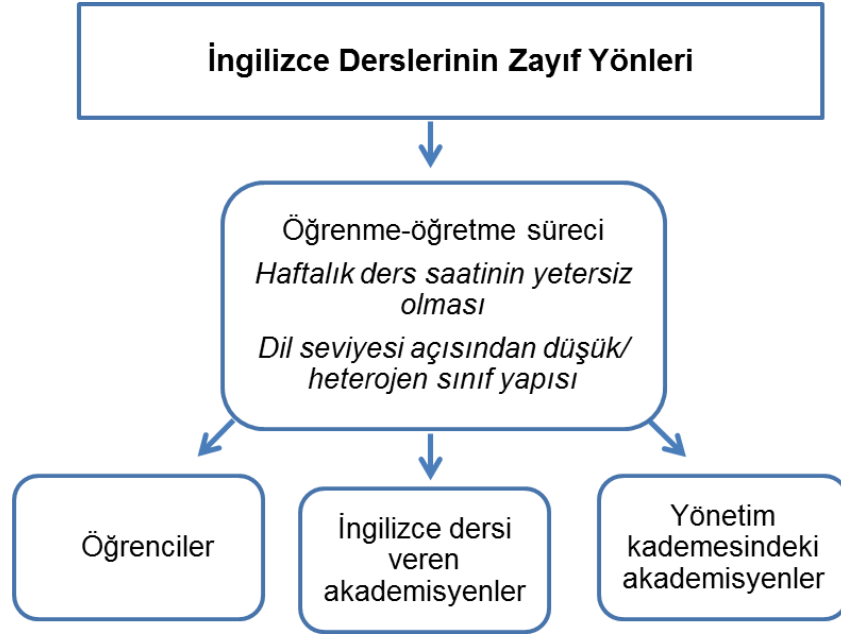 İngilizce Derslerinin Zayıf Yönleri
Öğrenme-öğretme süreci
Haftalık ders saatinin yetersiz
olması
Dil seviyesi açısından düşük/
heterojen sınıf yapısı
Öğrenciler
İngilizce dersi
veren
akademisyenler
Yönetim
kademesindeki
akademisyenler